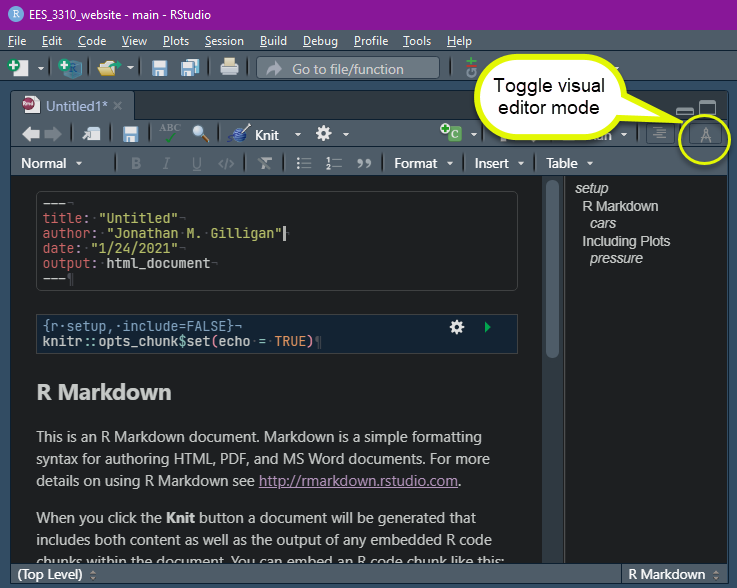 EES_3310_website - main - RStudio
File Edit Code View Plots Session Build Debug Profile Tools Help
Go to file/function
Toggle visual
editor mode
Untitled1*
ABC
Knit
Normal
B I U </>
Format
Insert
Table
---¬
title: "Untitled"¬
author: "Jonathan M. Gilligan"
date: "1/24/2021"¬
output: html_document¬
---¶
{r·setup,·include=FALSE}¬
knitr::opts_chunk$set(echo·=·TRUE)¶
R Markdown
This is an R Markdown document. Markdown is a simple formatting
syntax for authoring HTML, PDF, and MS Word documents. For more
details on using R Markdown see http://rmarkdown.rstudio.com.
When you click the Knit button a document will be generated that
includes both content as well as the output of any embedded R code
chunks within the document. You can embed an R code chunk like this:
setup
R Markdown
cars
Including Plots
pressure
(Top Level)
R Markdown